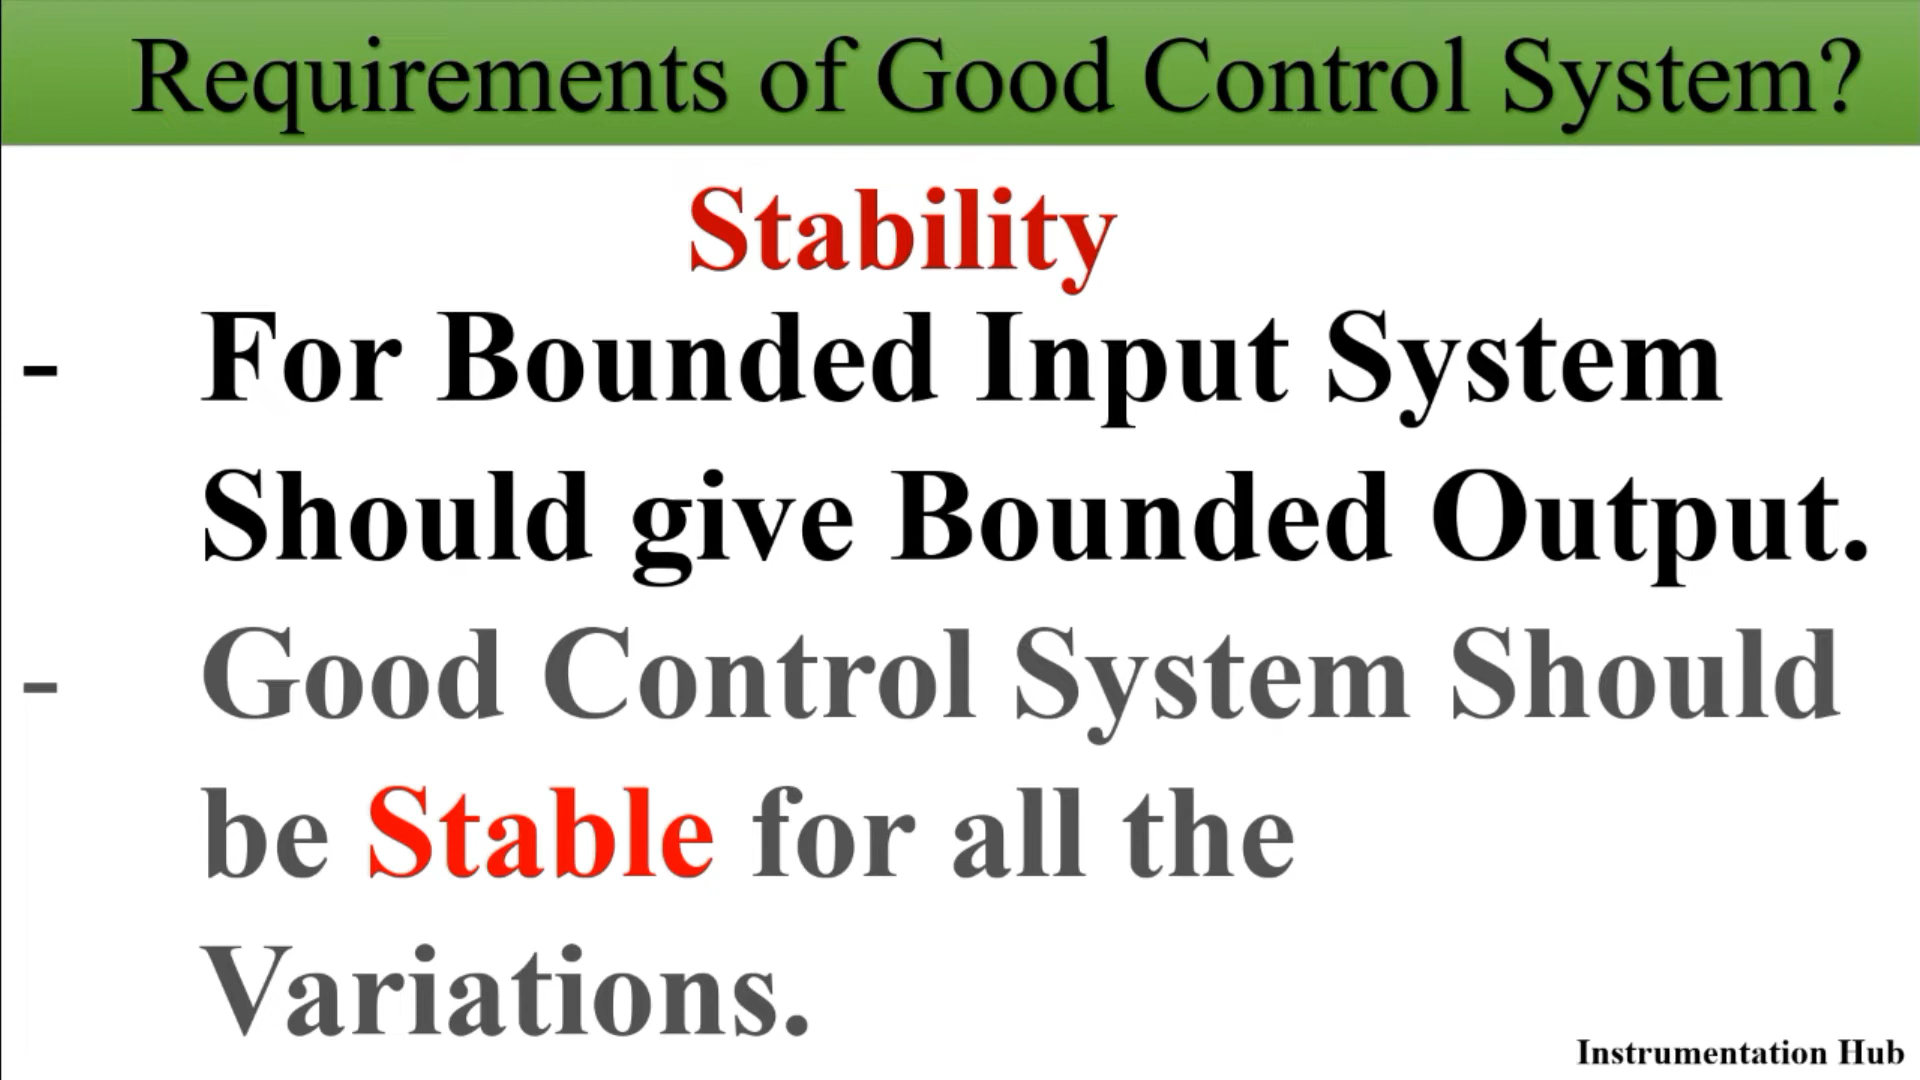 Requirements of Good Control System?
Stability
- For Bounded Input System
Should give Bounded Output.
- Good Control System Should
be Stable for all the
Variations.
Instrumentation Hub